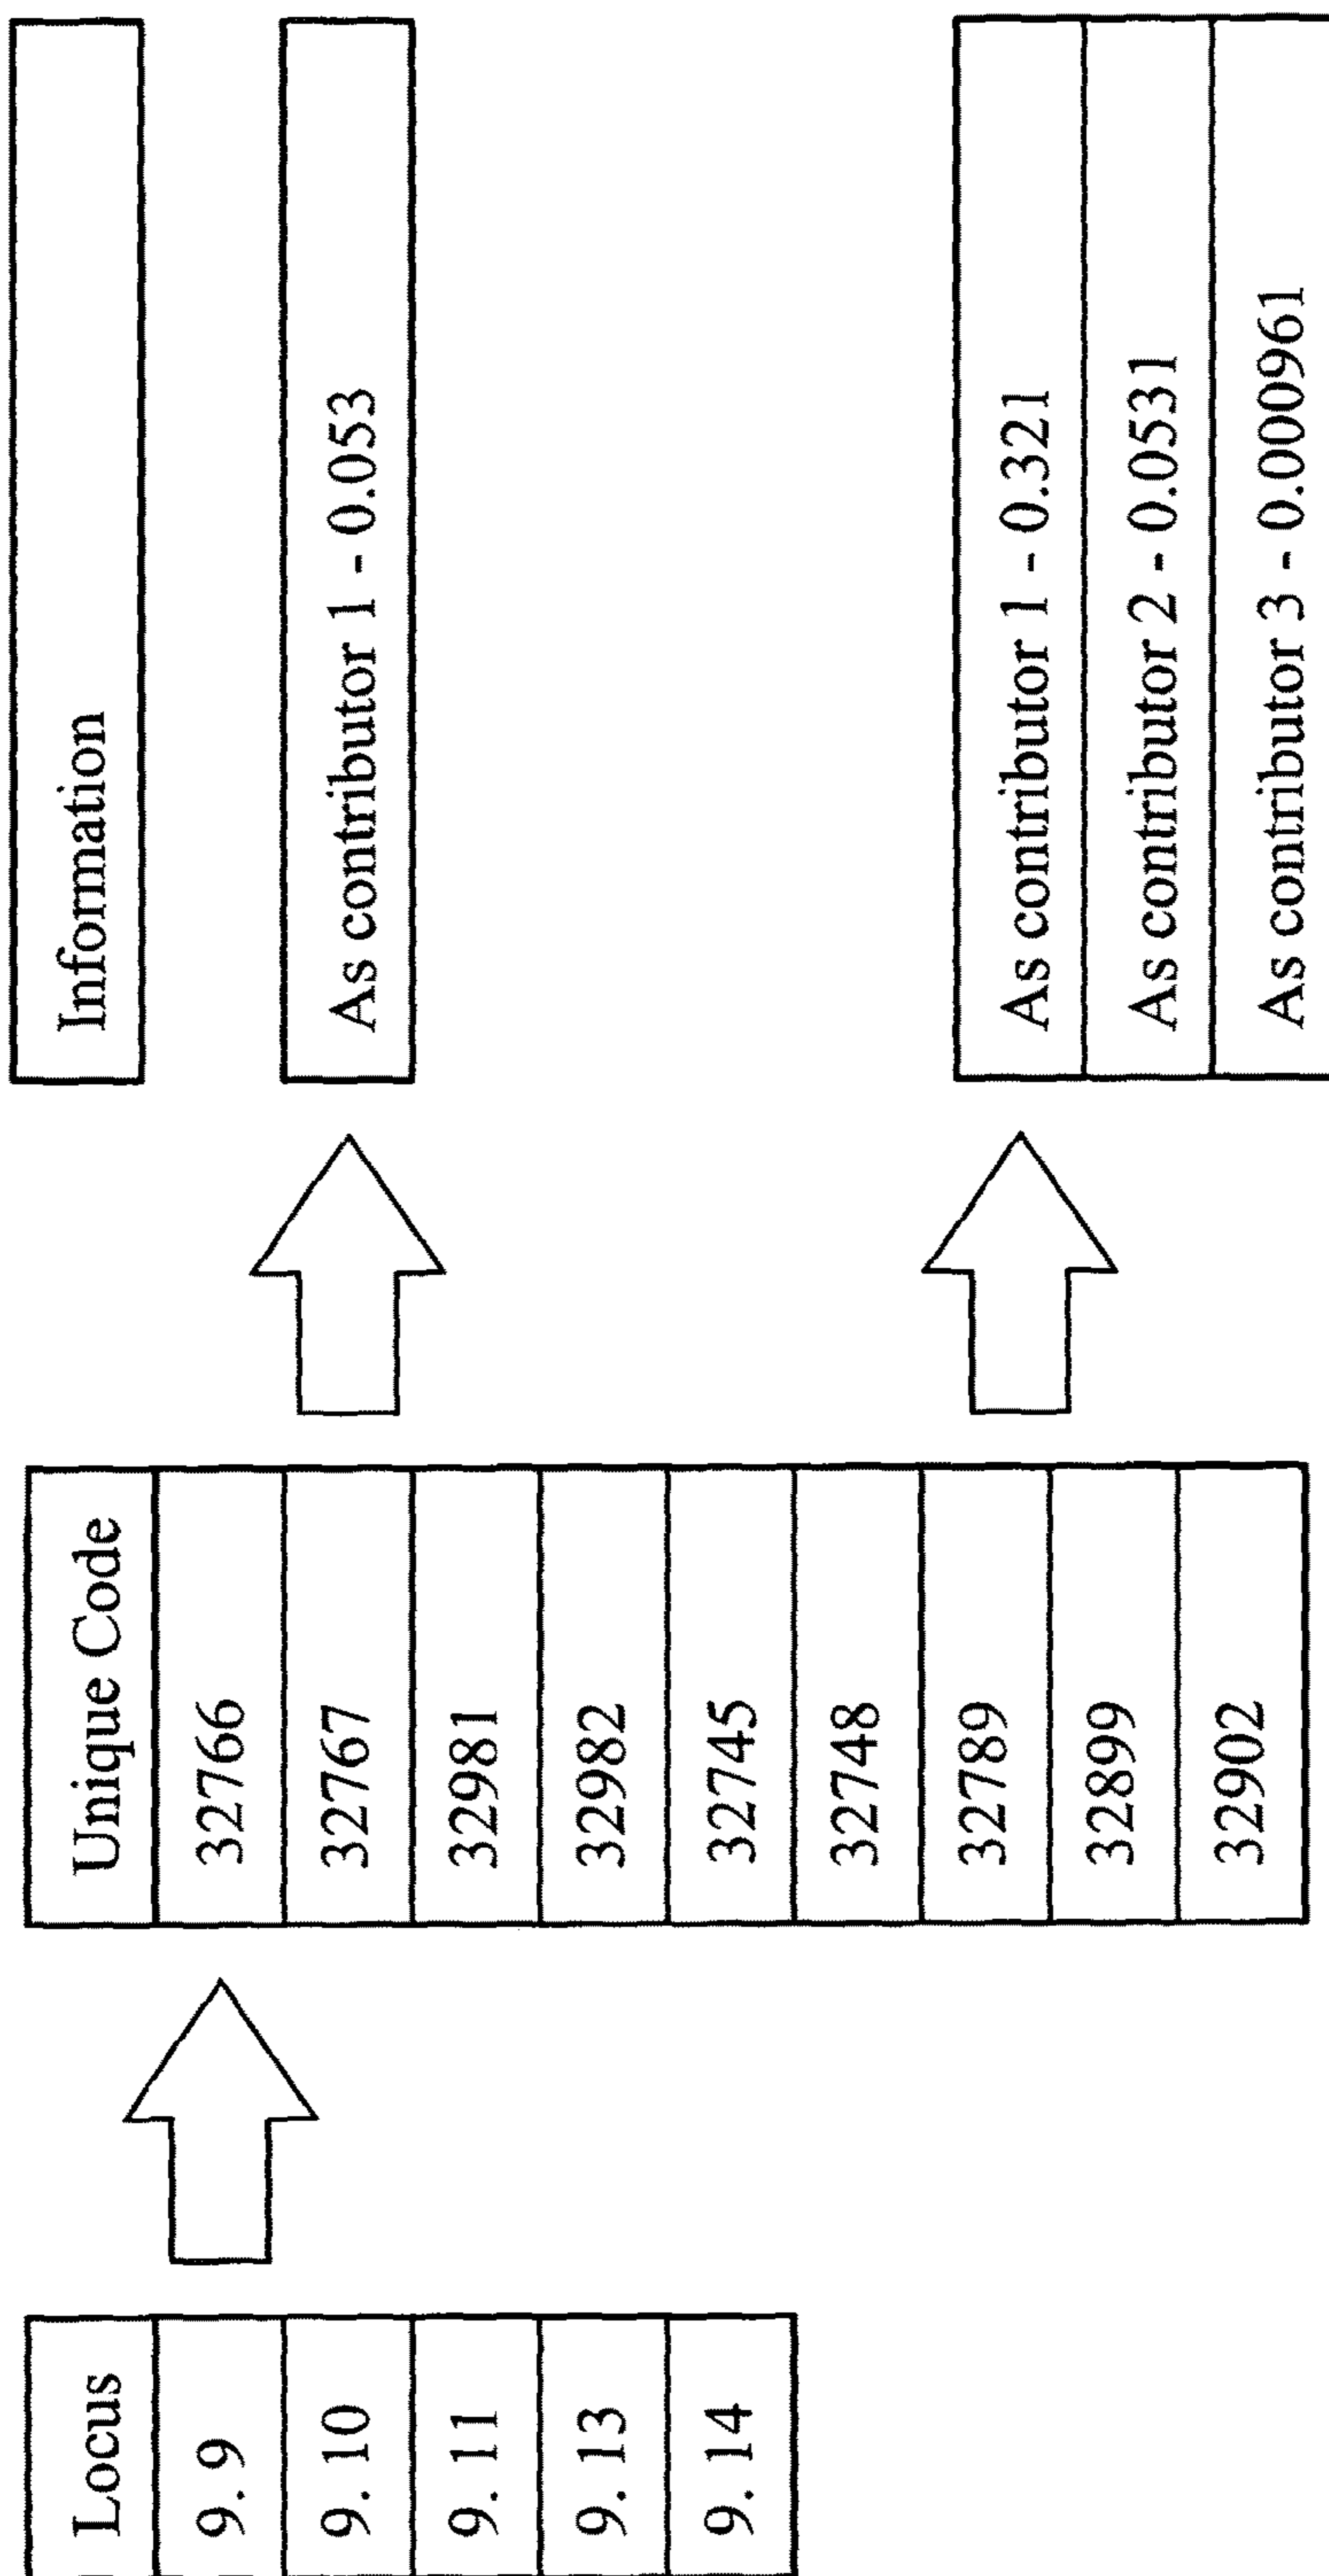 Locus
9. 9
9. 10
9. 11
9. 13
9. 14
Unique Code
32766
32767
32981
32982
32745
32748
32789
32899
32902
Information
As contributor 1 - 0.053
As contributor 1 - 0.321
As contributor 2 - 0.0531
As contributor 3 - 0.000961